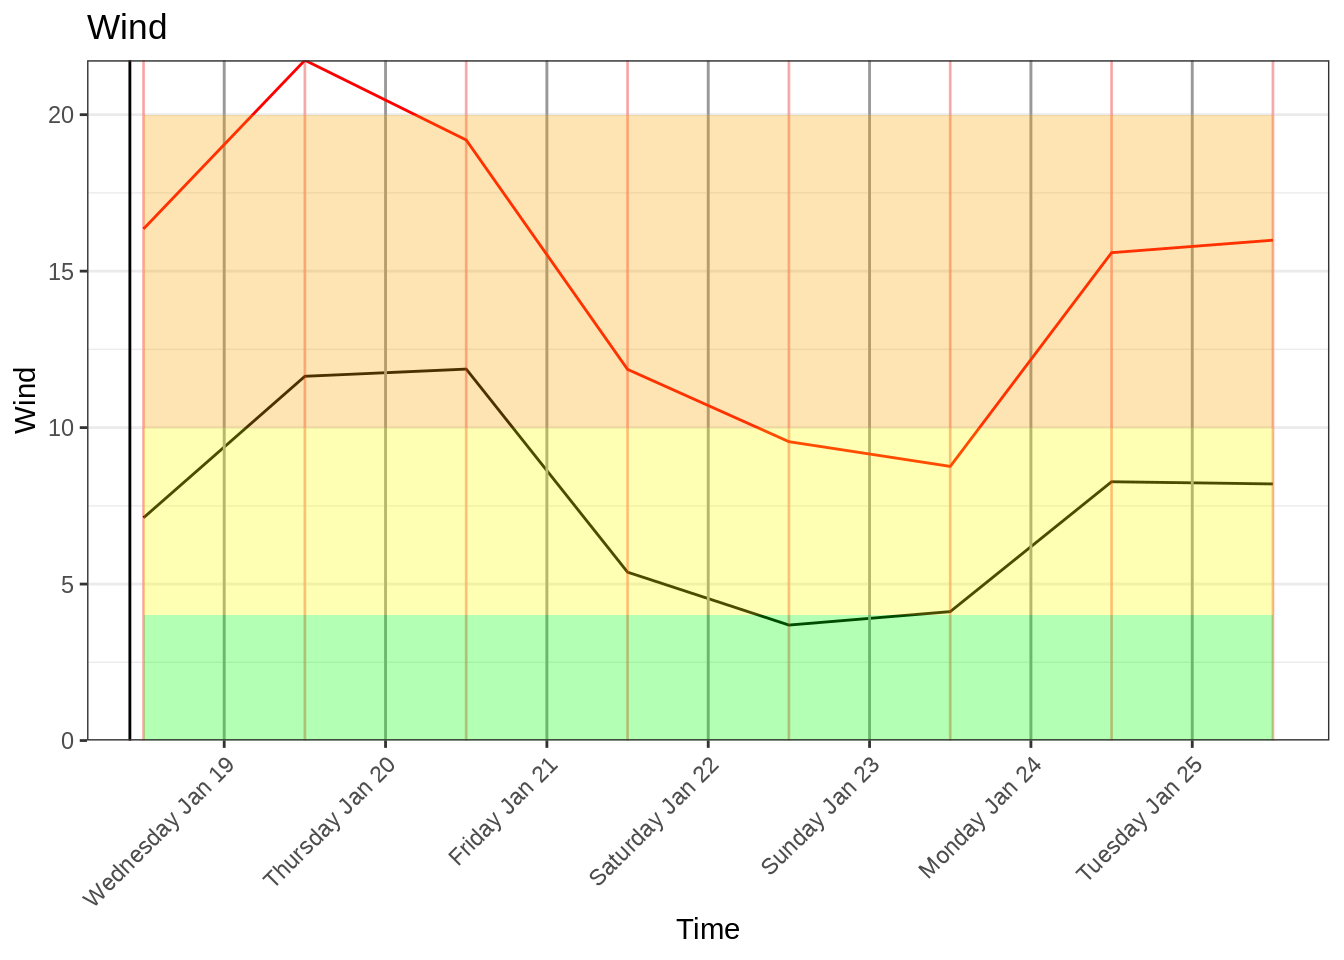 Wind
Wind
20
15
10
5
0
Wednesday Jan 19
Thursday Jan 20
Friday Jan 21
Saturday Jan 22
Sunday Jan 23
Monday Jan 24
Tuesday Jan 25
Time